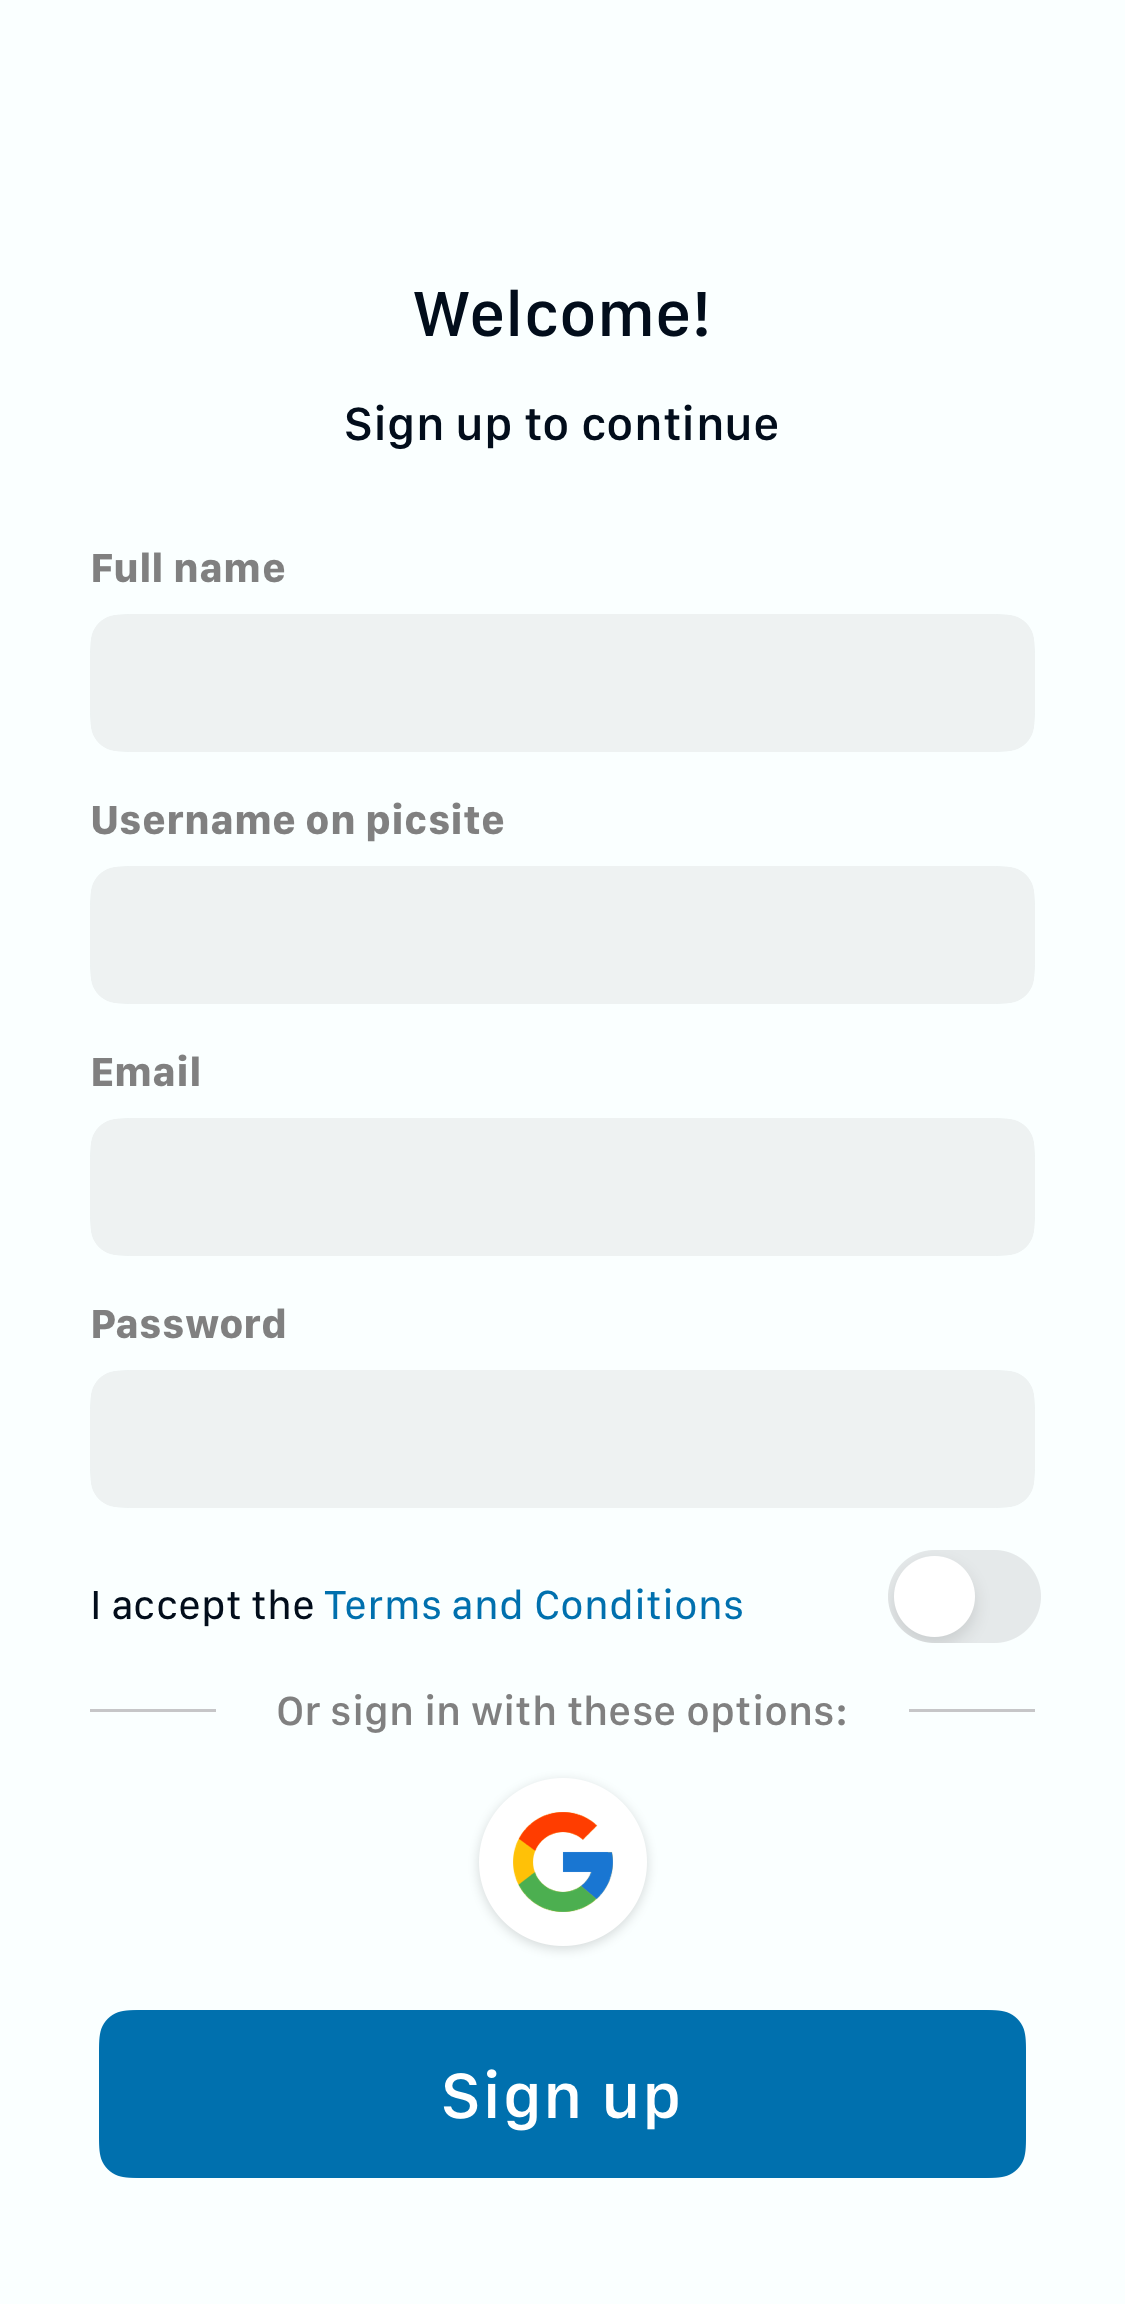 Welcome!
Sign up to continue
Full name
Username on picsite
Email
Password
I accept the Terms and Conditions
Or sign in with these options:
Sign up